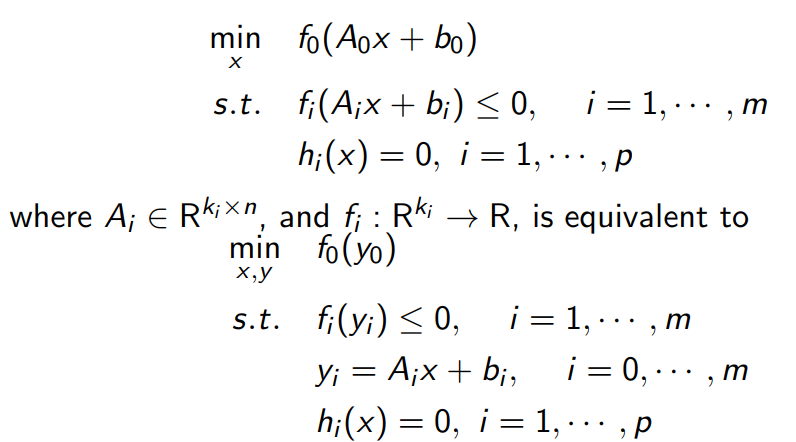 min f₀(A₀x + b₀)
x
s.t. fᵢ(Aᵢx + bᵢ) ≤ 0, i = 1, ⋯ , m
hᵢ(x) = 0, i = 1, ⋯ , p
where Aᵢ ∈ R^{kᵢ×n}, and fᵢ : R^{kᵢ} → R, is equivalent to
min f₀(y₀)
x,y
s.t. fᵢ(yᵢ) ≤ 0, i = 1, ⋯ , m
yᵢ = Aᵢx + bᵢ, i = 0, ⋯ , m
hᵢ(x) = 0, i = 1, ⋯ , p